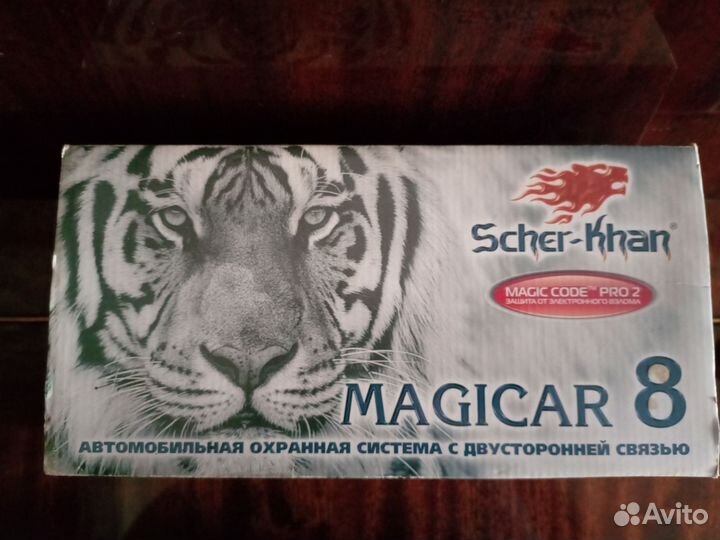 Scher-Khan®
MAGIC CODE™ PRO 2
ЗАЩИТА ОТ ЭЛЕКТРОННОГО ВЗЛОМА
MAGICAR 8
АВТОМОБИЛЬНАЯ ОХРАННАЯ СИСТЕМА С ДВУСТОРОННЕЙ СВЯЗЬЮ
Avito